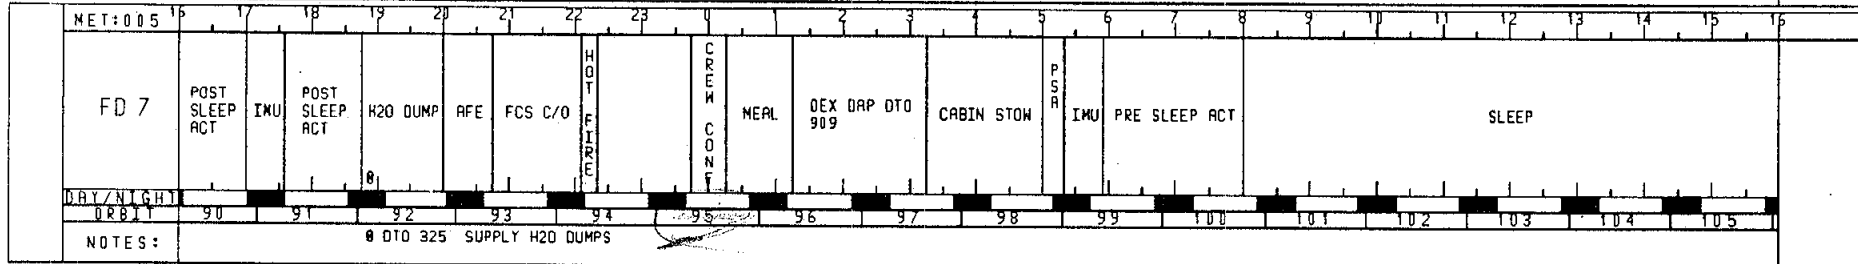 MET:005 16 17 18 19 20 21 22 23 0 1 2 3 4 5 6 7 8 9 10 11 12 13 14 15 16
FD 7
POST
SLEEP
ACT
IMU
POST
SLEEP
ACT
H2O DUMP
AFE
FCS C/O
HOT FIRE
CREW CONF
MEAL
OEX DAP DTO
909
CABIN STOW
PSA
IMU
PRE SLEEP ACT
SLEEP
θ
DAY/NIGHT
ORBIT 90 91 92 93 94 95 96 97 98 99 100 101 102 103 104 105
NOTES: θ DTO 325 SUPPLY H2O DUMPS